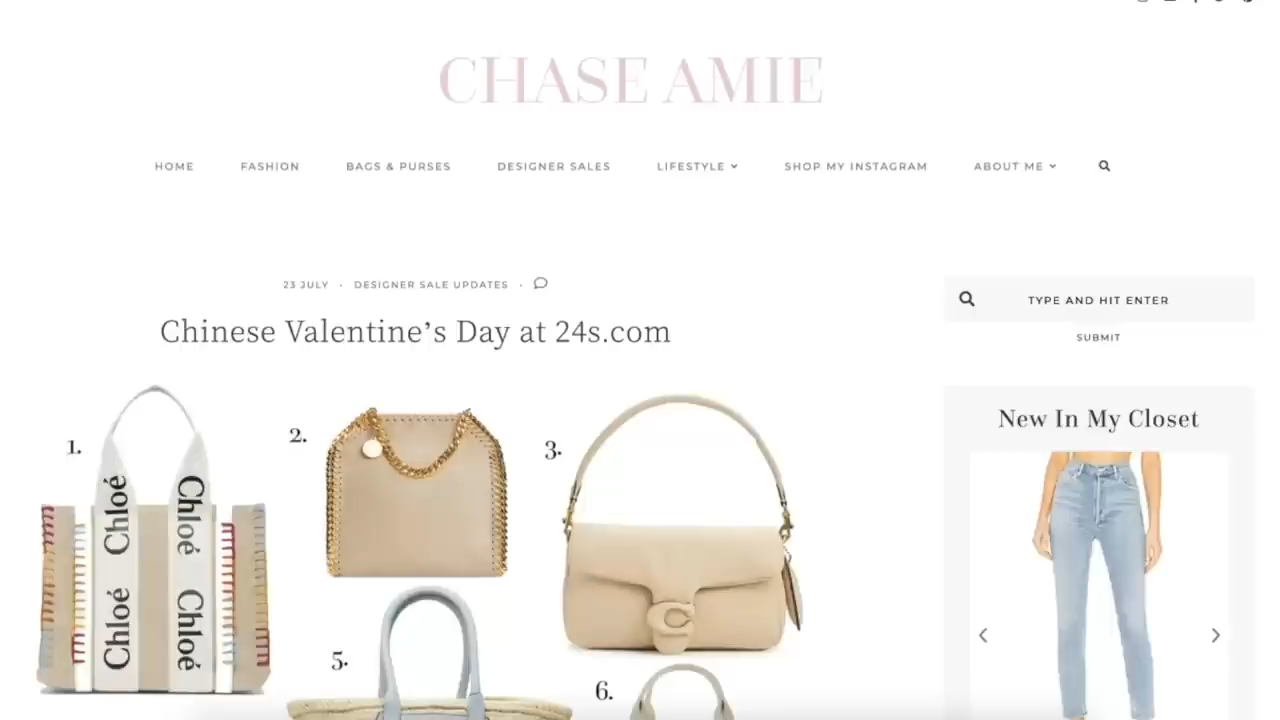 CHASE AMIE
HOME FASHION BAGS & PURSES DESIGNER SALES LIFESTYLE SHOP MY INSTAGRAM ABOUT ME
23 JULY · DESIGNER SALE UPDATES ·
Chinese Valentine’s Day at 24s.com
TYPE AND HIT ENTER
SUBMIT
New In My Closet
1.
2.
3.
Chloé Chloé
Chloé Chloé
5.
6.